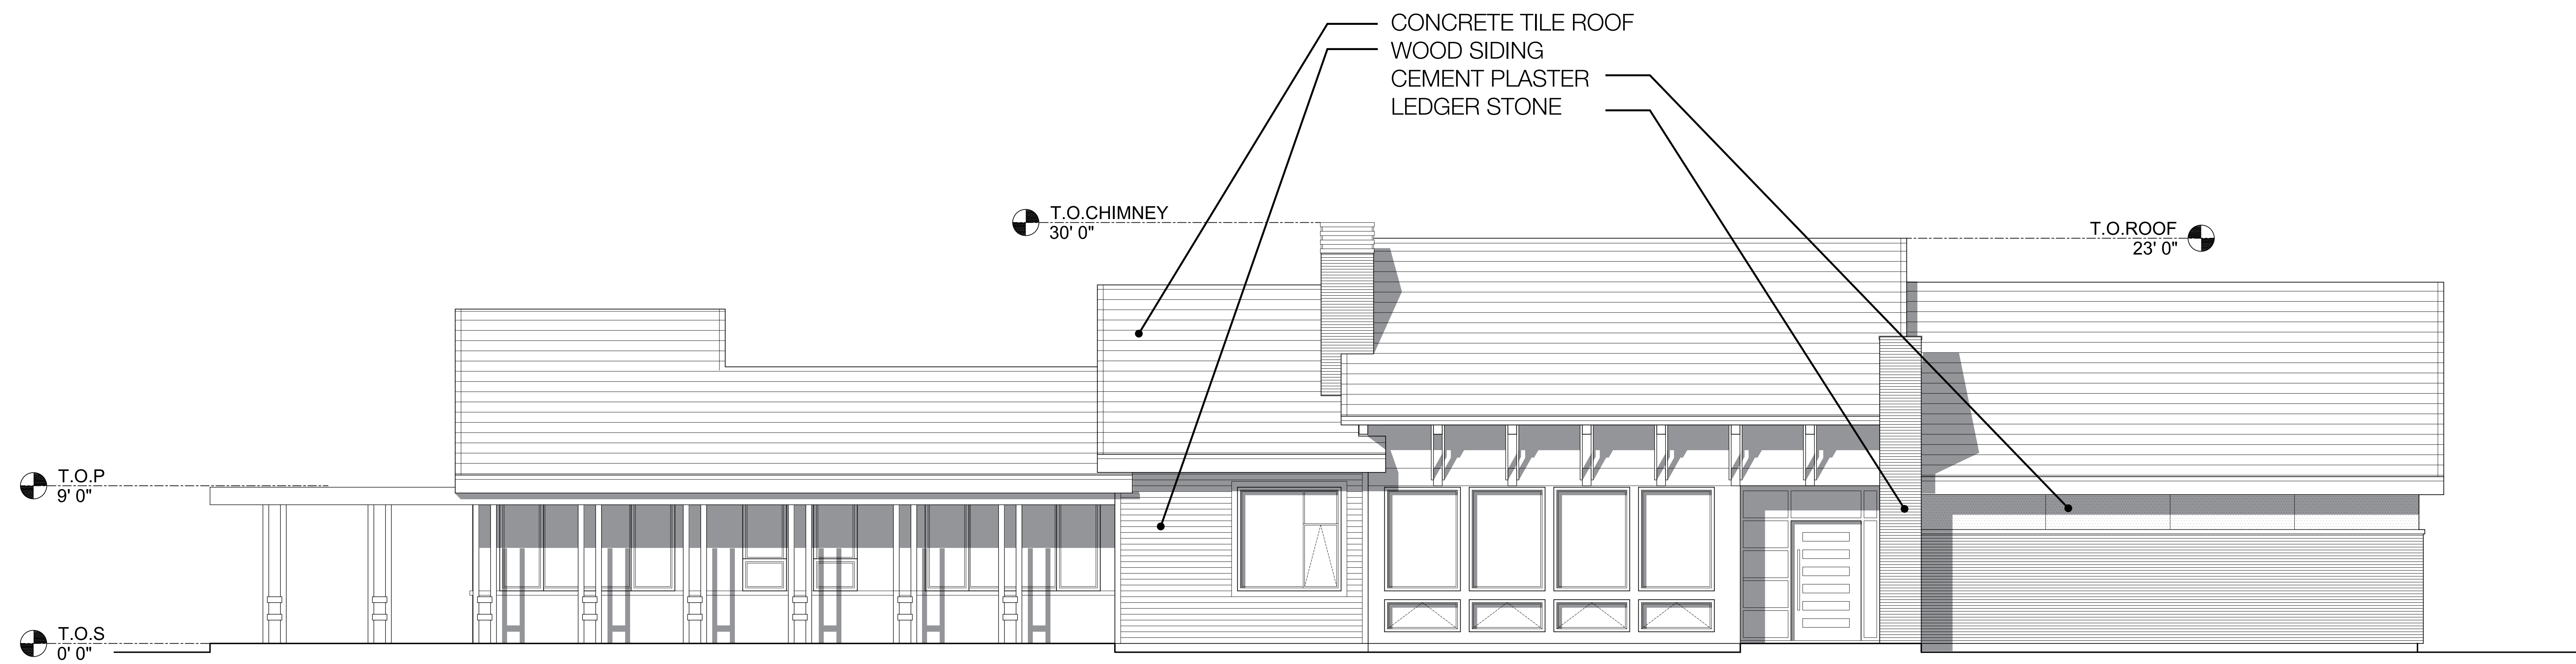 CONCRETE TILE ROOF
WOOD SIDING
CEMENT PLASTER
LEDGER STONE
T.O.CHIMNEY
30' 0"
T.O.ROOF
23' 0"
T.O.P
9' 0"
T.O.S
0' 0"